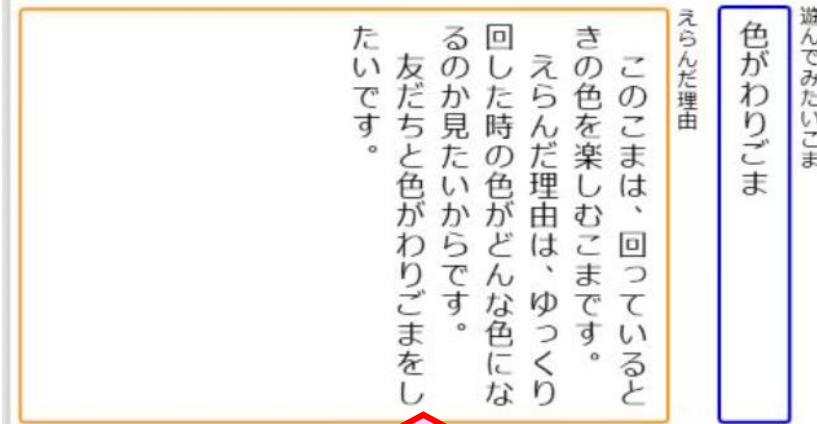 遊んでみたいこま
色がわりごま
えらんだ理由
このこまは、回っていると
きの色を楽しむこまです。
えらんだ理由は、ゆっくり
回した時の色がどんな色にな
るのか見たいからです。
友だちと色がわりごまをし
たいです。